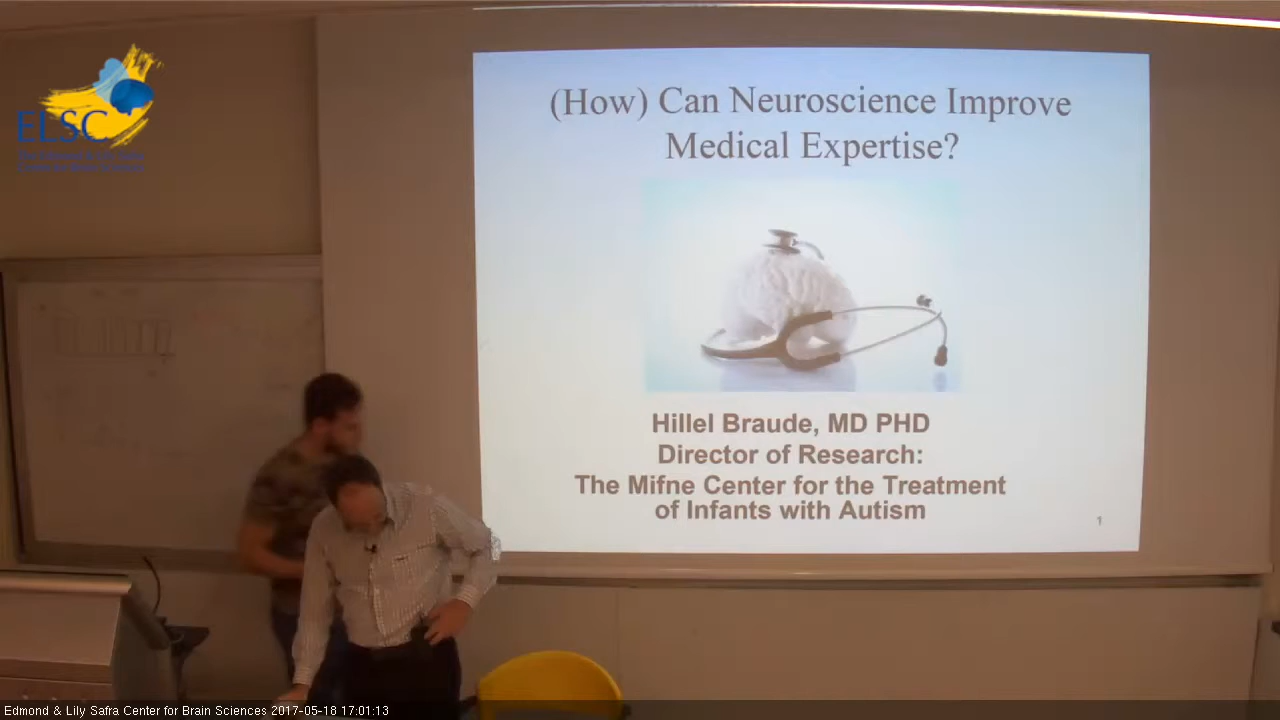 ELSC
(How) Can Neuroscience Improve
Medical Expertise?
Hillel Braude, MD PHD
Director of Research:
The Mifne Center for the Treatment
of Infants with Autism
1
Edmond & Lily Safra Center for Brain Sciences 2017-05-18 17:01:13